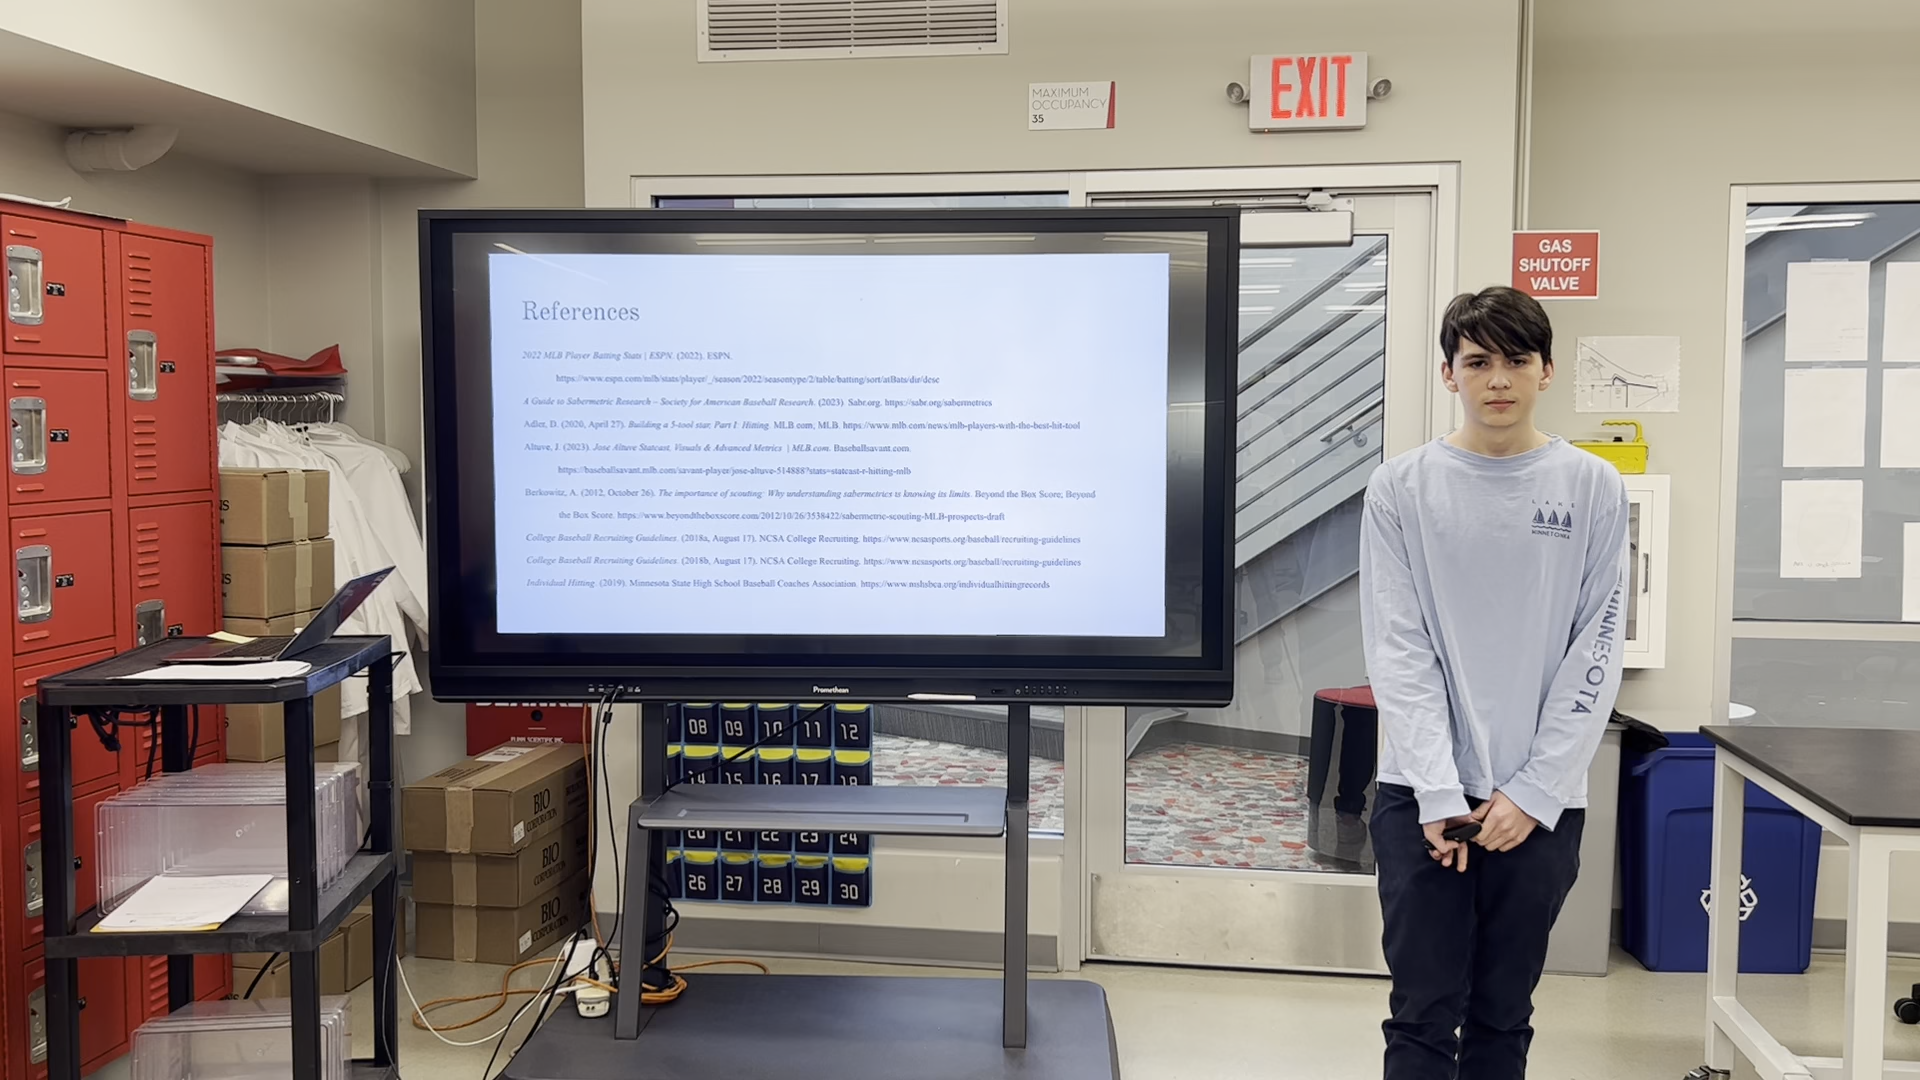 MAXIMUM
OCCUPANCY
35
EXIT
GAS
SHUTOFF
VALVE
References
2022 MLB Player Batting Stats | ESPN. (2022). ESPN.
https://www.espn.com/mlb/stats/player/_/season/2022/seasontype/2/table/batting/sort/atBats/dir/desc
A Guide to Sabermetric Research – Society for American Baseball Research. (2023). Sabr.org. https://sabr.org/sabermetrics
Adler, D. (2020, April 27). Building a 5-tool star, Part I: Hitting. MLB.com; MLB. https://www.mlb.com/news/mlb-players-with-the-best-hit-tool
Altuve, J. (2023). Jose Altuve Statcast, Visuals & Advanced Metrics | MLB.com. Baseballsavant.com.
https://baseballsavant.mlb.com/savant-player/jose-altuve-514888?stats=statcast-r-hitting-mlb
Berkowitz, A. (2012, October 26). The importance of scouting: Why understanding sabermetrics is knowing its limits. Beyond the Box Score; Beyond
the Box Score. https://www.beyondtheboxscore.com/2012/10/26/3538422/sabermetric-scouting-MLB-prospects-draft
College Baseball Recruiting Guidelines. (2018a, August 17). NCSA College Recruiting. https://www.ncsasports.org/baseball/recruiting-guidelines
College Baseball Recruiting Guidelines. (2018b, August 17). NCSA College Recruiting. https://www.ncsasports.org/baseball/recruiting-guidelines
Individual Hitting. (2019). Minnesota State High School Baseball Coaches Association. https://www.mshsbca.org/individualhittingrecords
Promethean
LAKE
MINNETONKA
MINNESOTA
08 09 10 11 12
14 15 16 17 18
20 21 22 23 24
26 27 28 29 30
BIO
CORPORATION
BIO
CORPORATION
BIO
CORPORATION